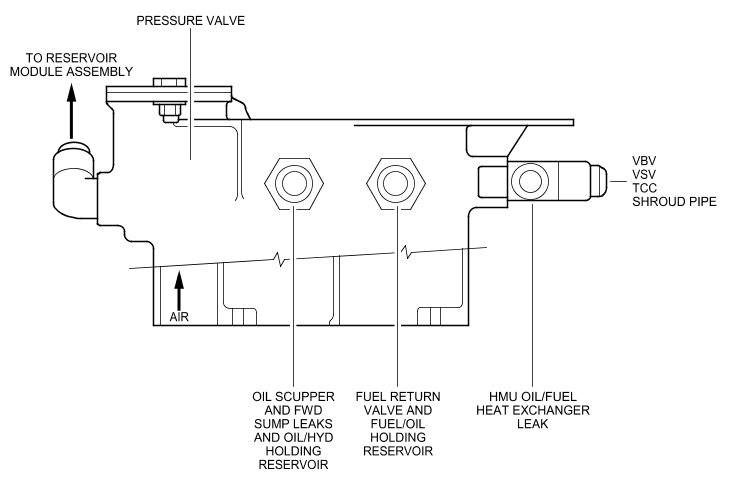 PRESSURE VALVE
TO RESERVOIR
MODULE ASSEMBLY
VBV
VSV
TCC
SHROUD PIPE
AIR
OIL SCUPPER
AND FWD
SUMP LEAKS
AND OIL/HYD
HOLDING
RESERVOIR
FUEL RETURN
VALVE AND
FUEL/OIL
HOLDING
RESERVOIR
HMU OIL/FUEL
HEAT EXCHANGER
LEAK